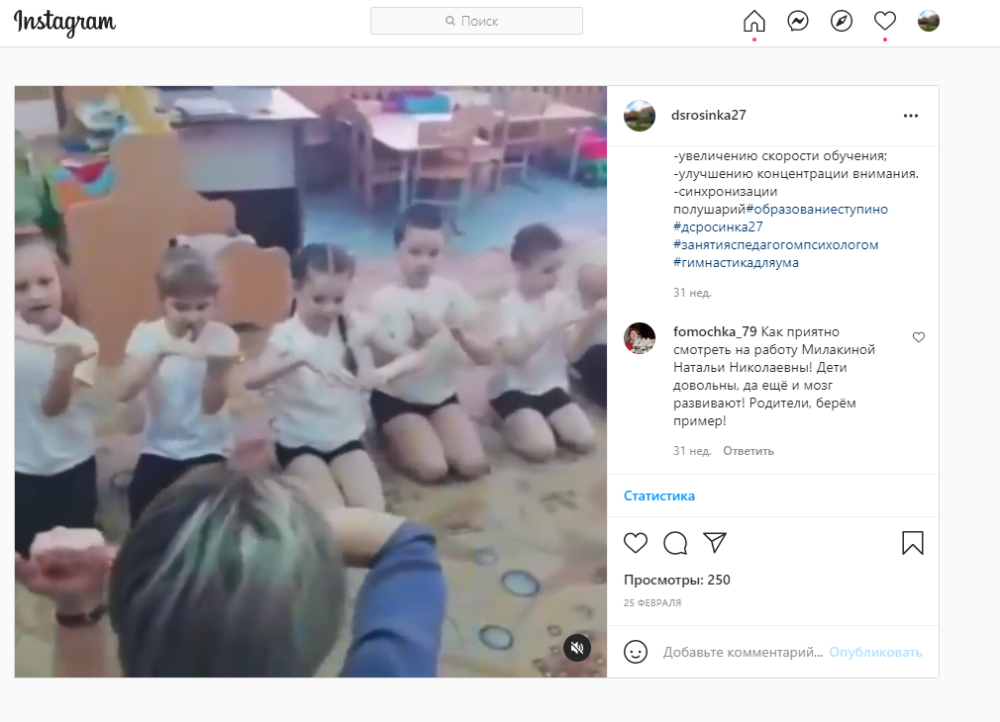 Instagram
Поиск
dsrosinka27
-увеличению скорости обучения;
-улучшению концентрации внимания.
-синхронизации
полушарий#образованиеступино
#дсросинка27
#занятияспедагогомпсихологом
#гимнастикадляума
31 нед.
fomochka_79 Как приятно
смотреть на работу Милакиной
Натальи Николаевны! Дети
довольны, да ещё и мозг
развивают! Родители, берём
пример!
31 нед. Ответить
Статистика
Просмотры: 250
25 ФЕВРАЛЯ
Добавьте комментарий... Опубликовать